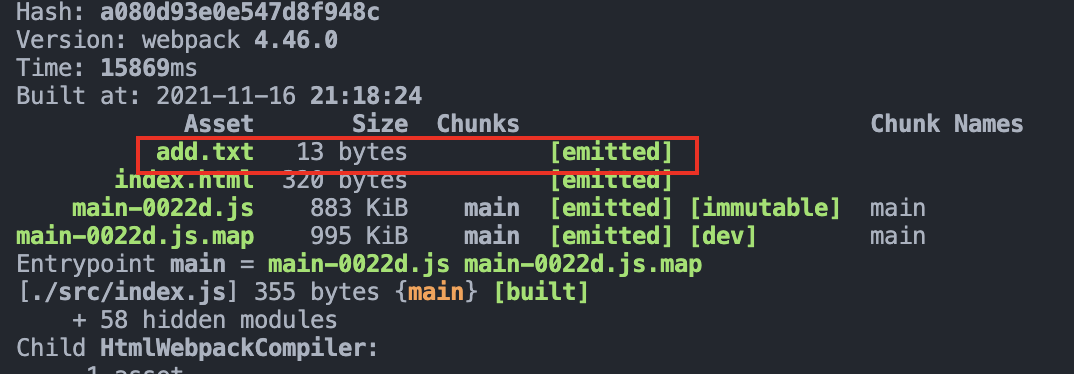 Hash: a080d93e0e547d8f948c
Version: webpack 4.46.0
Time: 15869ms
Built at: 2021-11-16 21:18:24
Asset Size Chunks Chunk Names
add.txt 13 bytes [emitted]
index.html 320 bytes [emitted]
main-0022d.js 883 KiB main [emitted] [immutable] main
main-0022d.js.map 995 KiB main [emitted] [dev] main
Entrypoint main = main-0022d.js main-0022d.js.map
[./src/index.js] 355 bytes {main} [built]
+ 58 hidden modules
Child HtmlWebpackCompiler:
1 asset